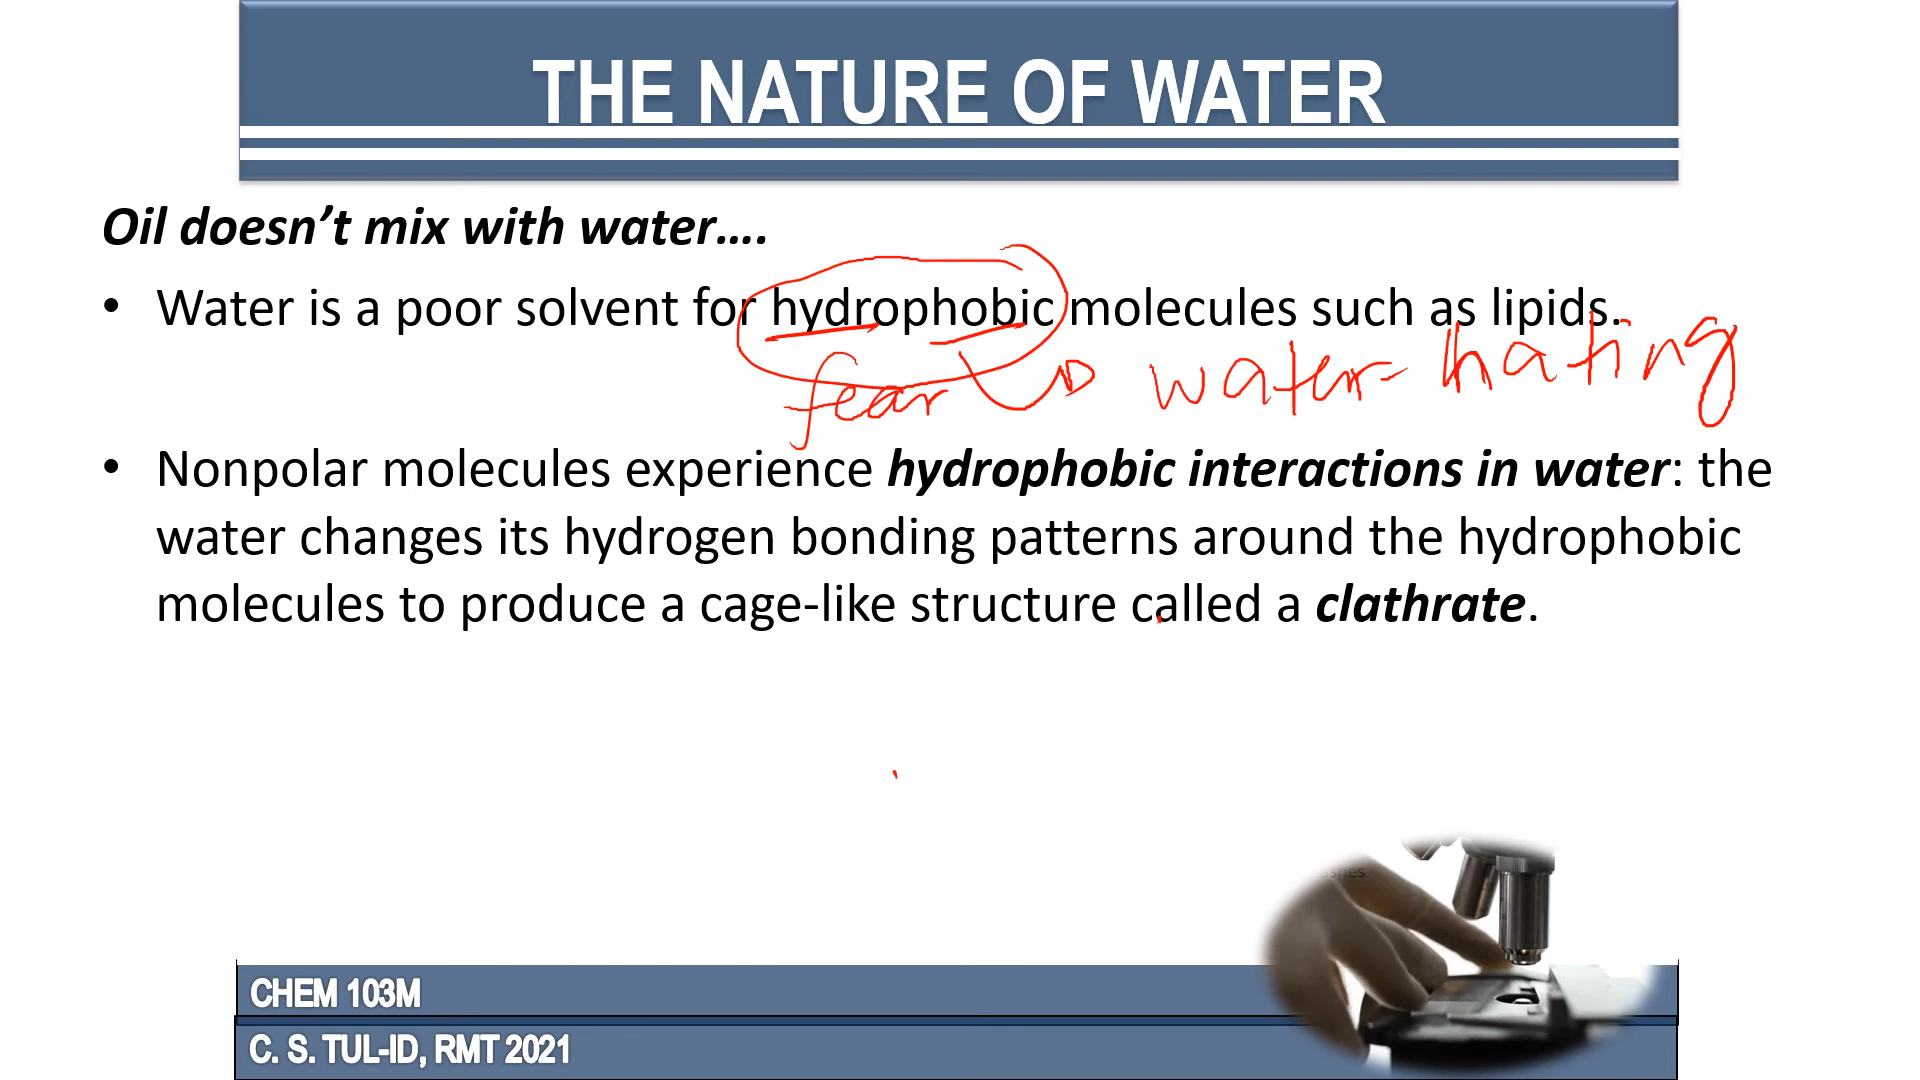 THE NATURE OF WATER
Oil doesn’t mix with water....
• Water is a poor solvent for hydrophobic molecules such as lipids.
fear water-hating
• Nonpolar molecules experience hydrophobic interactions in water: the
water changes its hydrogen bonding patterns around the hydrophobic
molecules to produce a cage-like structure called a clathrate.
CHEM 103M
C. S. TUL-ID, RMT 2021